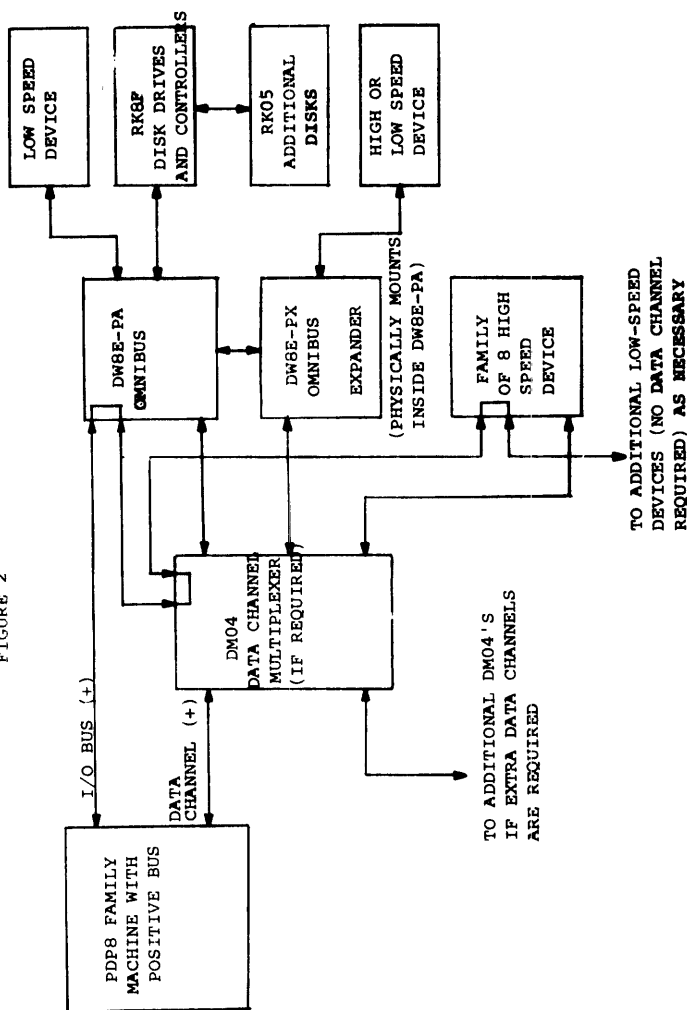 FIGURE 2
PDP8 FAMILY
MACHINE WITH
POSITIVE BUS
I/O BUS (+)
DATA
CHANNEL (+)
DM04
DATA CHANNEL
MULTIPLEXER
(IF REQUIRED)
TO ADDITIONAL DM04'S
IF EXTRA DATA CHANNELS
ARE REQUIRED
DW8E-PA
OMNIBUS
DW8E-PX
OMNIBUS
EXPANDER
(PHYSICALLY MOUNTS
INSIDE DW8E-PA)
FAMILY
OF 8 HIGH
SPEED
DEVICE
TO ADDITIONAL LOW-SPEED
DEVICES (NO DATA CHANNEL
REQUIRED) AS NECESSARY
LOW SPEED
DEVICE
RK8F
DISK DRIVES
AND CONTROLLERS
RK05
ADDITIONAL
DISKS
HIGH OR
LOW SPEED
DEVICE